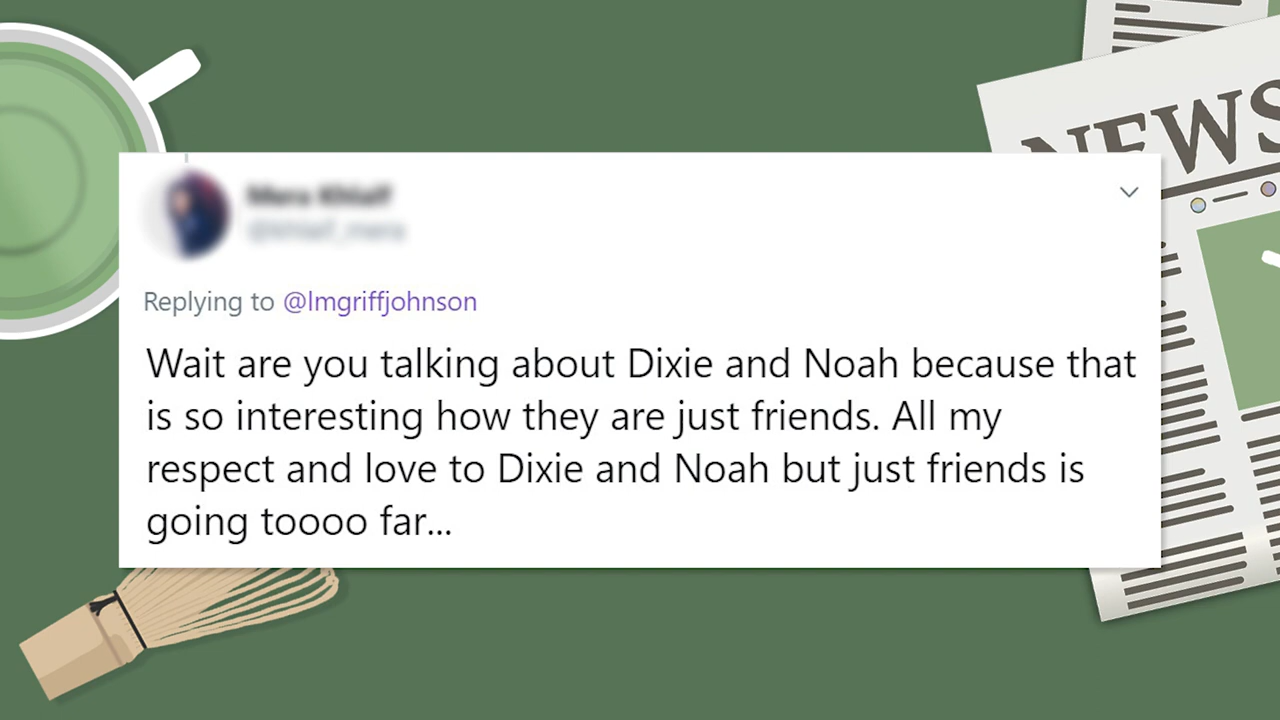 NEWS
Replying to @lmgriffjohnson
Wait are you talking about Dixie and Noah because that
is so interesting how they are just friends. All my
respect and love to Dixie and Noah but just friends is
going toooo far...